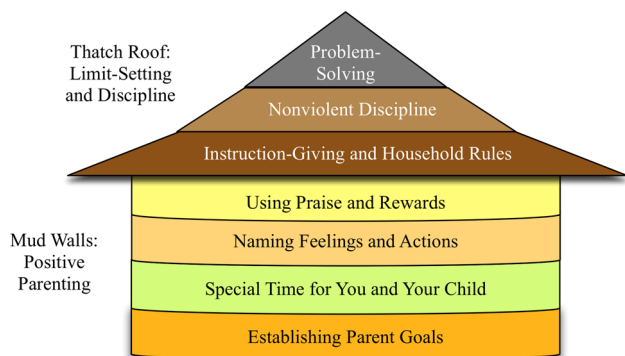 Thatch Roof:
Limit-Setting
and Discipline
Problem-
Solving
Nonviolent Discipline
Instruction-Giving and Household Rules
Mud Walls:
Positive
Parenting
Using Praise and Rewards
Naming Feelings and Actions
Special Time for You and Your Child
Establishing Parent Goals